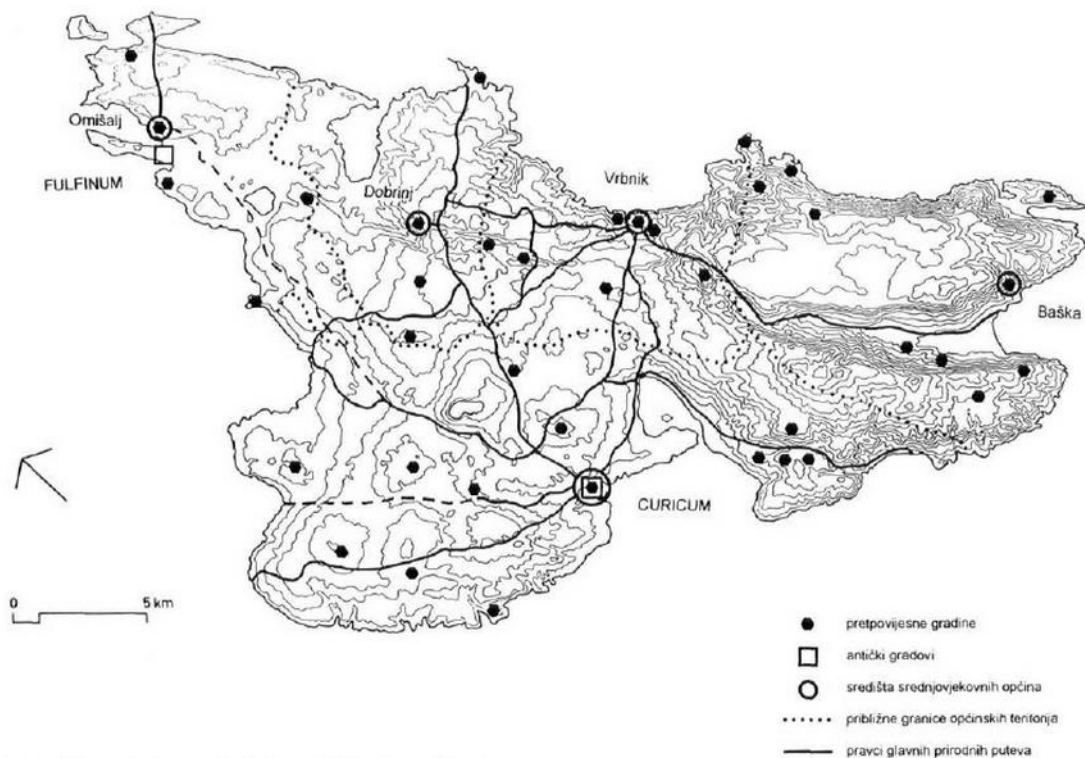 Omišalj
FULFINUM
Dobrinj
Vrbnik
Baška
CURICUM
0 5 km
pretpovijesne gradine
antički gradovi
središta srednjovjekovnih općina
približne granice općinskih teritorija
pravci glavnih prirodnih puteva